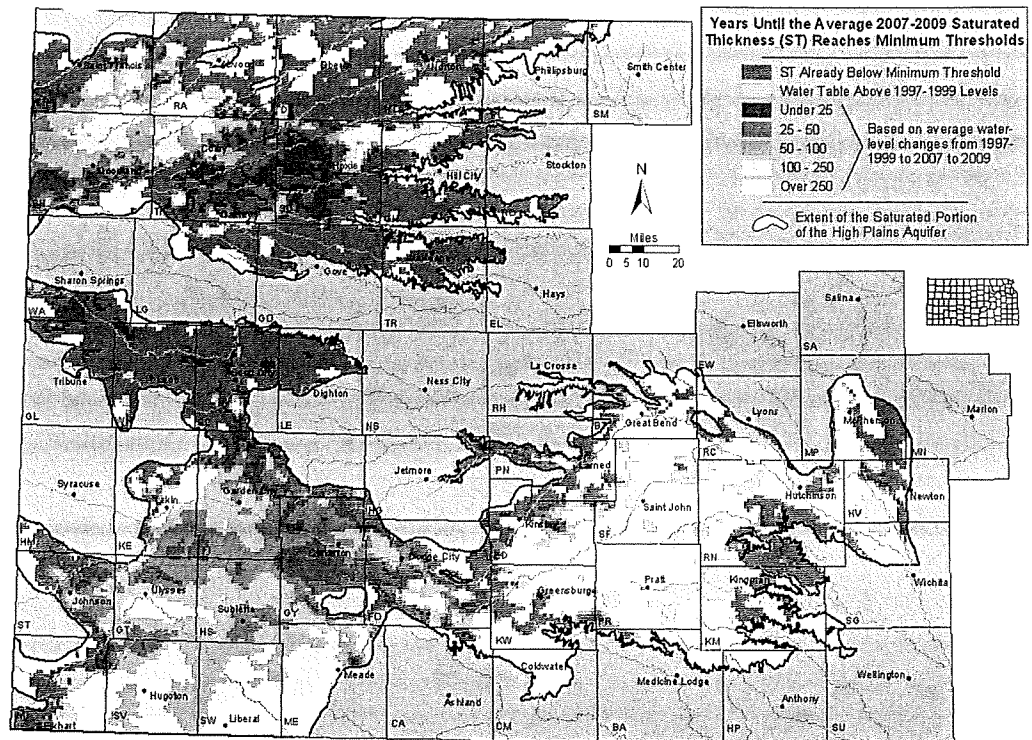 Years Until the Average 2007-2009 Saturated
Thickness (ST) Reaches Minimum Thresholds
ST Already Below Minimum Threshold
Water Table Above 1997-1999 Levels
Under 25
25 - 50
50 - 100
100 - 250
Over 250
Based on average water-
level changes from 1997-
1999 to 2007 to 2009
Extent of the Saturated Portion
of the High Plains Aquifer
N
Miles
0 5 10 20
Philipsburg
Smith Center
RA
SM
Stockton
Hill City
Gove
Hays
Sharon Springs
WA
LG
GO
TR
EL
Tribune
Dighton
Ness City
GL
LE
NS
La Crosse
RH
Great Bend
Ellsworth
EW
Salina
SA
Lyons
RC
McPherson
MP
Marion
MN
Syracuse
Lakin
KE
Jetmore
PN
Larned
Saint John
SF
Hutchinson
RN
HV
Newton
Wichita
SG
Johnson
ST
Ulysses
GT
Sublette
HS
Cimarron
GY
Dodge City
FO
Kinsley
ED
Greensburg
KW
Pratt
PR
Kingman
KM
Hugoton
SV
SW
Liberal
Meade
ME
CA
Ashland
Coldwater
CM
Medicine Lodge
BA
Anthony
HP
Wellington
SU